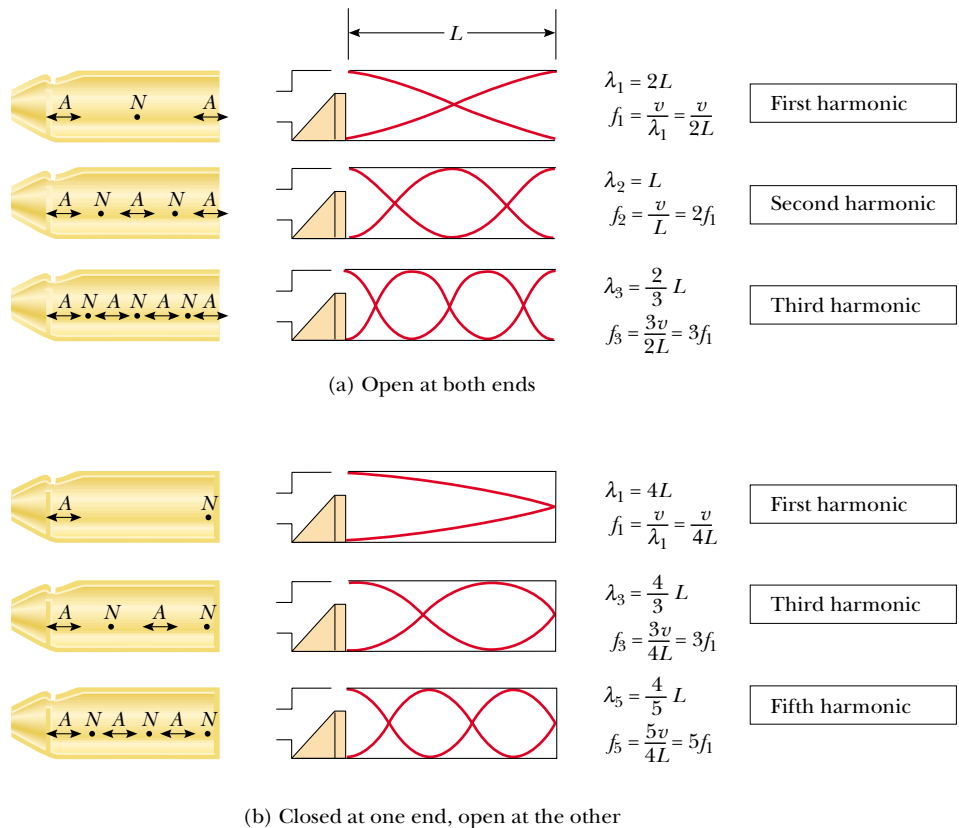 L
A N A
λ₁ = 2L
f₁ = v/λ₁ = v/2L
First harmonic
A N A N A
λ₂ = L
f₂ = v/L = 2f₁
Second harmonic
A N A N A N A
λ₃ = 2/3 L
f₃ = 3v/2L = 3f₁
Third harmonic
(a) Open at both ends
A N
λ₁ = 4L
f₁ = v/λ₁ = v/4L
First harmonic
A N A N
λ₃ = 4/3 L
f₃ = 3v/4L = 3f₁
Third harmonic
A N A N A N
λ₅ = 4/5 L
f₅ = 5v/4L = 5f₁
Fifth harmonic
(b) Closed at one end, open at the other